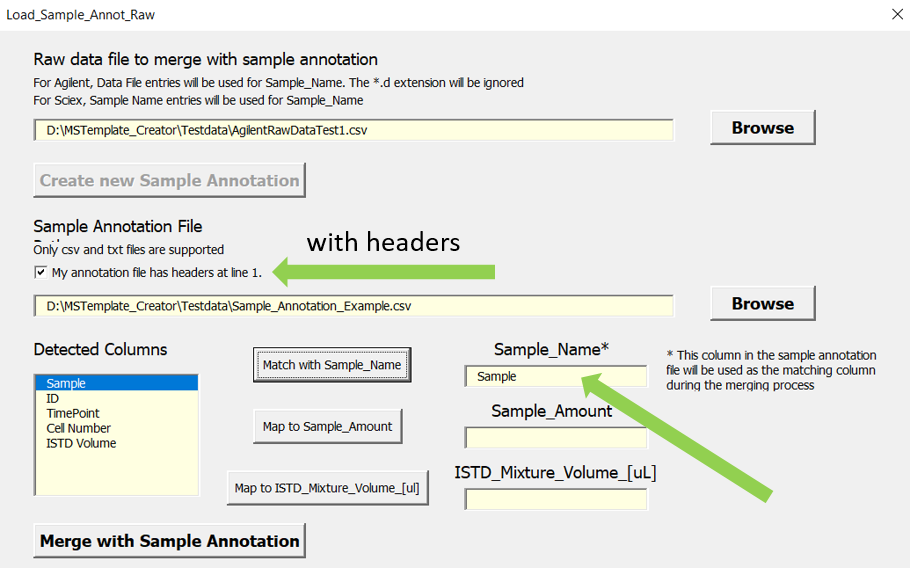 Load_Sample_Annot_Raw
Raw data file to merge with sample annotation
For Agilent, Data File entries will be used for Sample_Name. The *.d extension will be ignored
For Sciex, Sample Name entries will be used for Sample_Name
D:\MSTemplate_Creator\Testdata\AgilentRawDataTest1.csv
Browse
Create new Sample Annotation
Sample Annotation File
Only csv and txt files are supported
with headers
My annotation file has headers at line 1.
D:\MSTemplate_Creator\Testdata\Sample_Annotation_Example.csv
Browse
Detected Columns
Sample
ID
TimePoint
Cell Number
ISTD Volume
Match with Sample_Name
Map to Sample_Amount
Map to ISTD_Mixture_Volume_[ul]
Sample_Name*
Sample
Sample_Amount
ISTD_Mixture_Volume_[uL]
* This column in the sample annotation
file will be used as the matching column
during the merging process
Merge with Sample Annotation